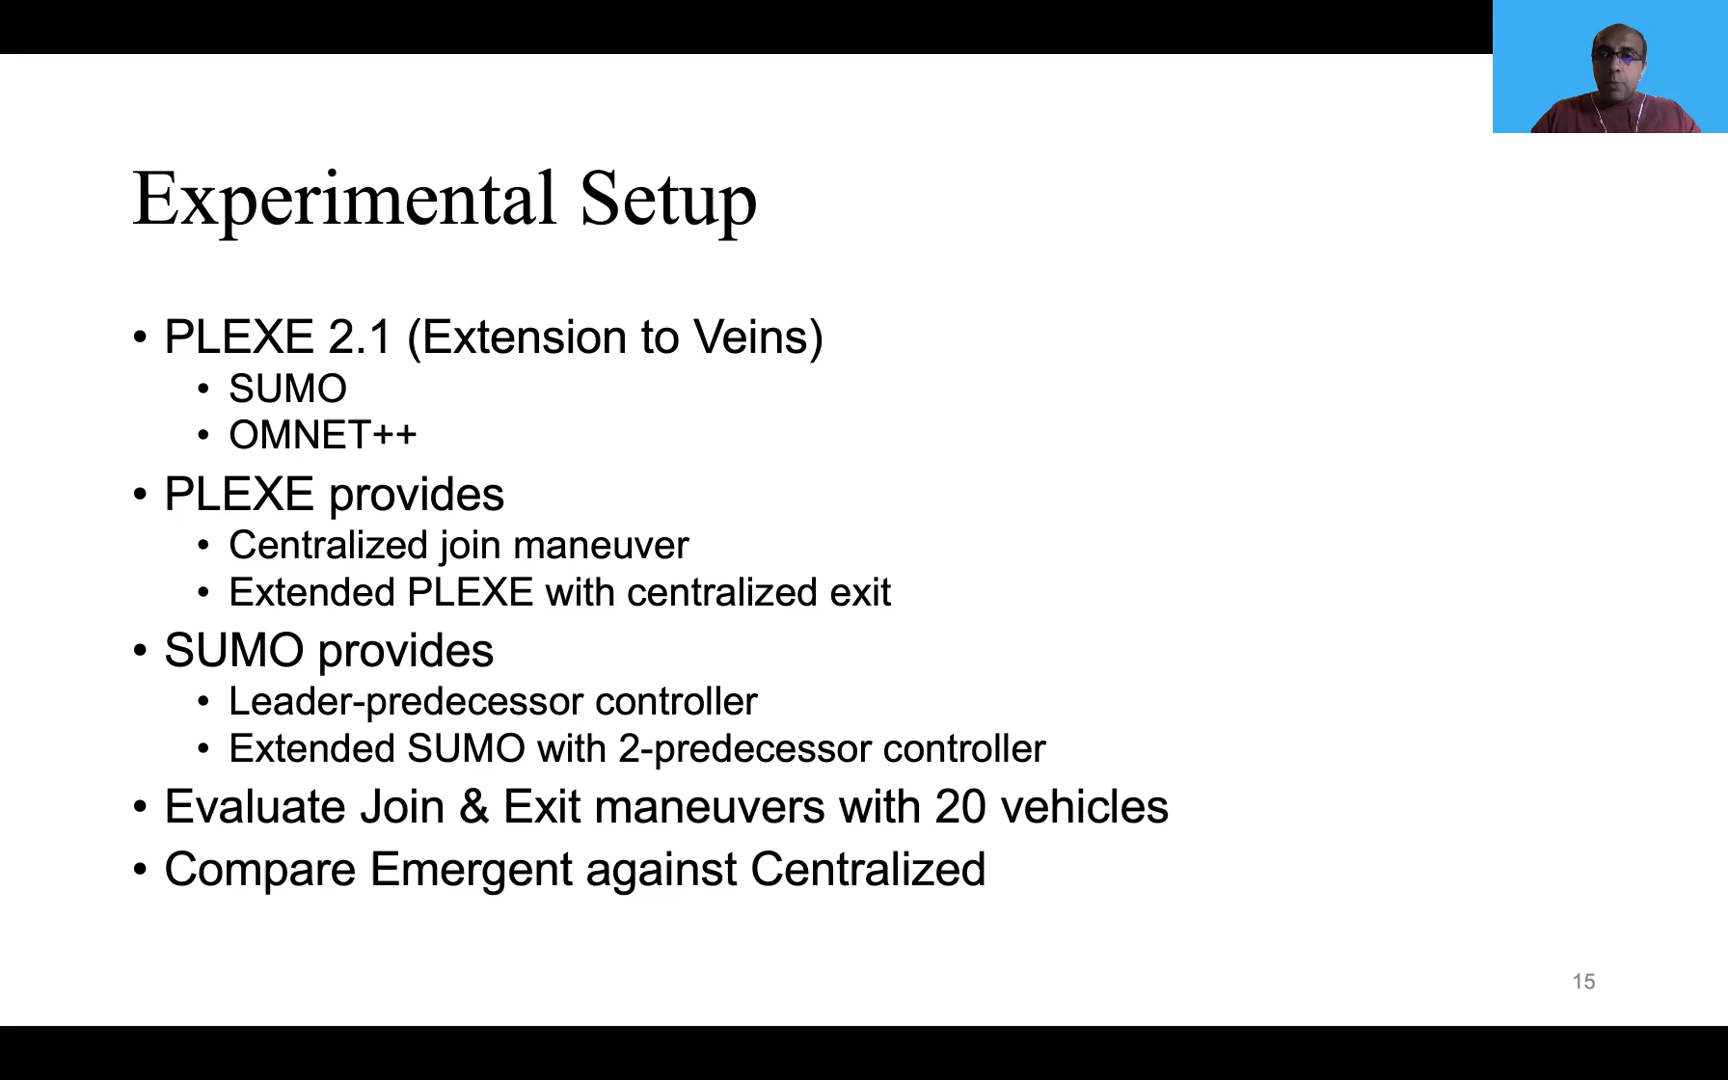 Experimental Setup
• PLEXE 2.1 (Extension to Veins)
• SUMO
• OMNET++
• PLEXE provides
• Centralized join maneuver
• Extended PLEXE with centralized exit
• SUMO provides
• Leader-predecessor controller
• Extended SUMO with 2-predecessor controller
• Evaluate Join & Exit maneuvers with 20 vehicles
• Compare Emergent against Centralized
15